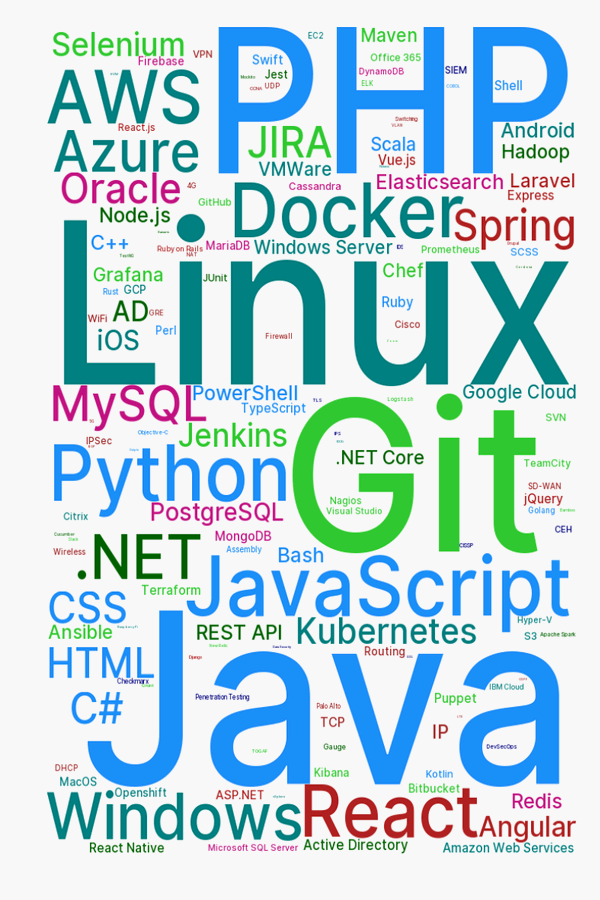 Selenium
VPN
PHP
EC2
Maven
Firebase
Swift
Jest
UDP
Office 365
DynamoDB
ELK
SIEM
Shell
AWS
React.js
Switching
VLAN
Android
Azure
JIRA
Scala
Vue.js
Hadoop
VMWare
Oracle
4G
Cassandra
Elasticsearch
Laravel
Express
Node.js
GitHub
Docker
Spring
C++
Ruby on Rails
NAT
MariaDB
Windows Server
Prometheus
SCSS
Linux
Grafana
JUnit
Chef
Rust
GCP
AD
GRE
Ruby
WiFi
Perl
Cisco
iOS
Firewall
MySQL
PowerShell
TLS
Logstash
Google Cloud
TypeScript
Git
SVN
Objective-C
Jenkins
IPSec
IPS
.NET Core
TeamCity
Python
SD-WAN
jQuery
Nagios
Visual Studio
Golang
Citrix
PostgreSQL
CEH
MongoDB
CISSP
Wireless
Assembly
.NET
Bash
Terraform
JavaScript
CSS
Ansible
REST API
Kubernetes
Hyper-V
S3
Apache Spark
HTML
Routing
Java
Checkmarx
IBM Cloud
C#
Penetration Testing
Puppet
Palo Alto
TCP
IP
Gauge
DevSecOps
TOGAF
DHCP
MacOS
Kibana
Kotlin
Openshift
ASP.NET
Bitbucket
Windows
React
Redis
Angular
React Native
Microsoft SQL Server
Active Directory
Amazon Web Services